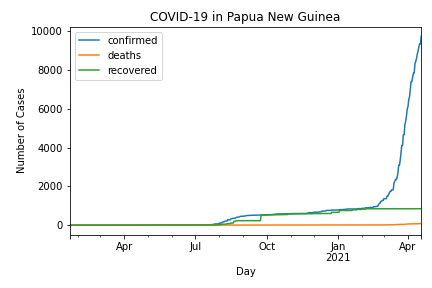 COVID-19 in Papua New Guinea
confirmed
deaths
recovered
Number of Cases
10000
8000
6000
4000
2000
0
Apr
Jul
Oct
Jan
2021
Apr
Day